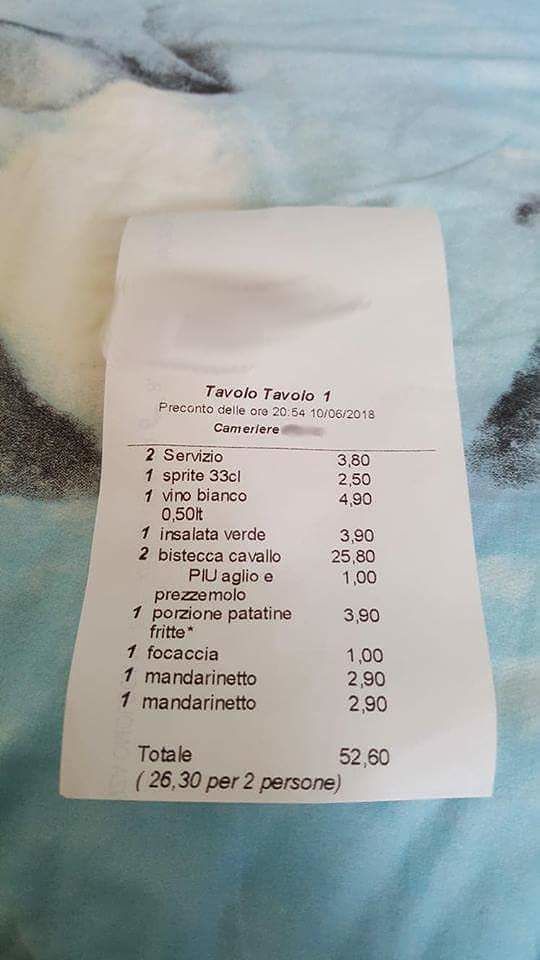 Tavolo Tavolo 1
Preconto delle ore 20:54 10/06/2018
Cameriere
2 Servizio 3,80
1 sprite 33cl 2,50
1 vino bianco 4,90
0,50lt
1 insalata verde 3,90
2 bistecca cavallo 25,80
PIU aglio e 1,00
prezzemolo
1 porzione patatine 3,90
fritte*
1 focaccia 1,00
1 mandarinetto 2,90
1 mandarinetto 2,90
Totale 52,60
( 26,30 per 2 persone)